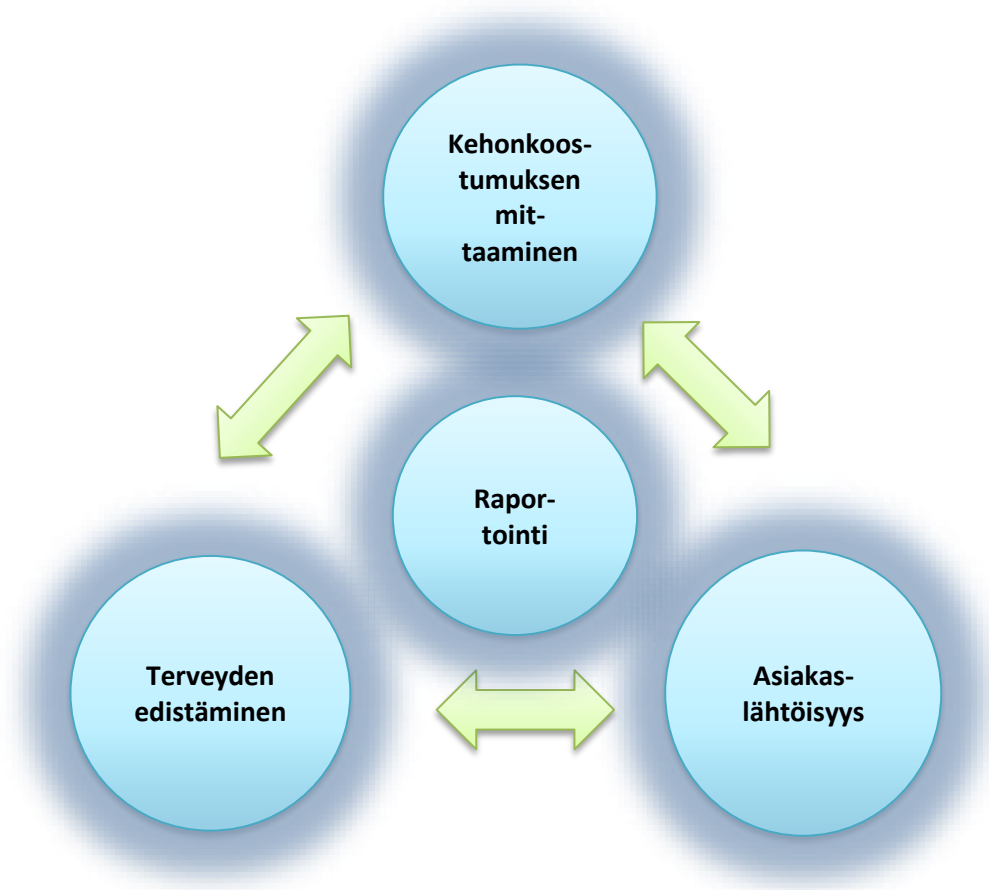 Kehonkoos-
tumuksen
mit-
taaminen
Rapor-
tointi
Terveyden
edistäminen
Asiakas-
lähtöisyys